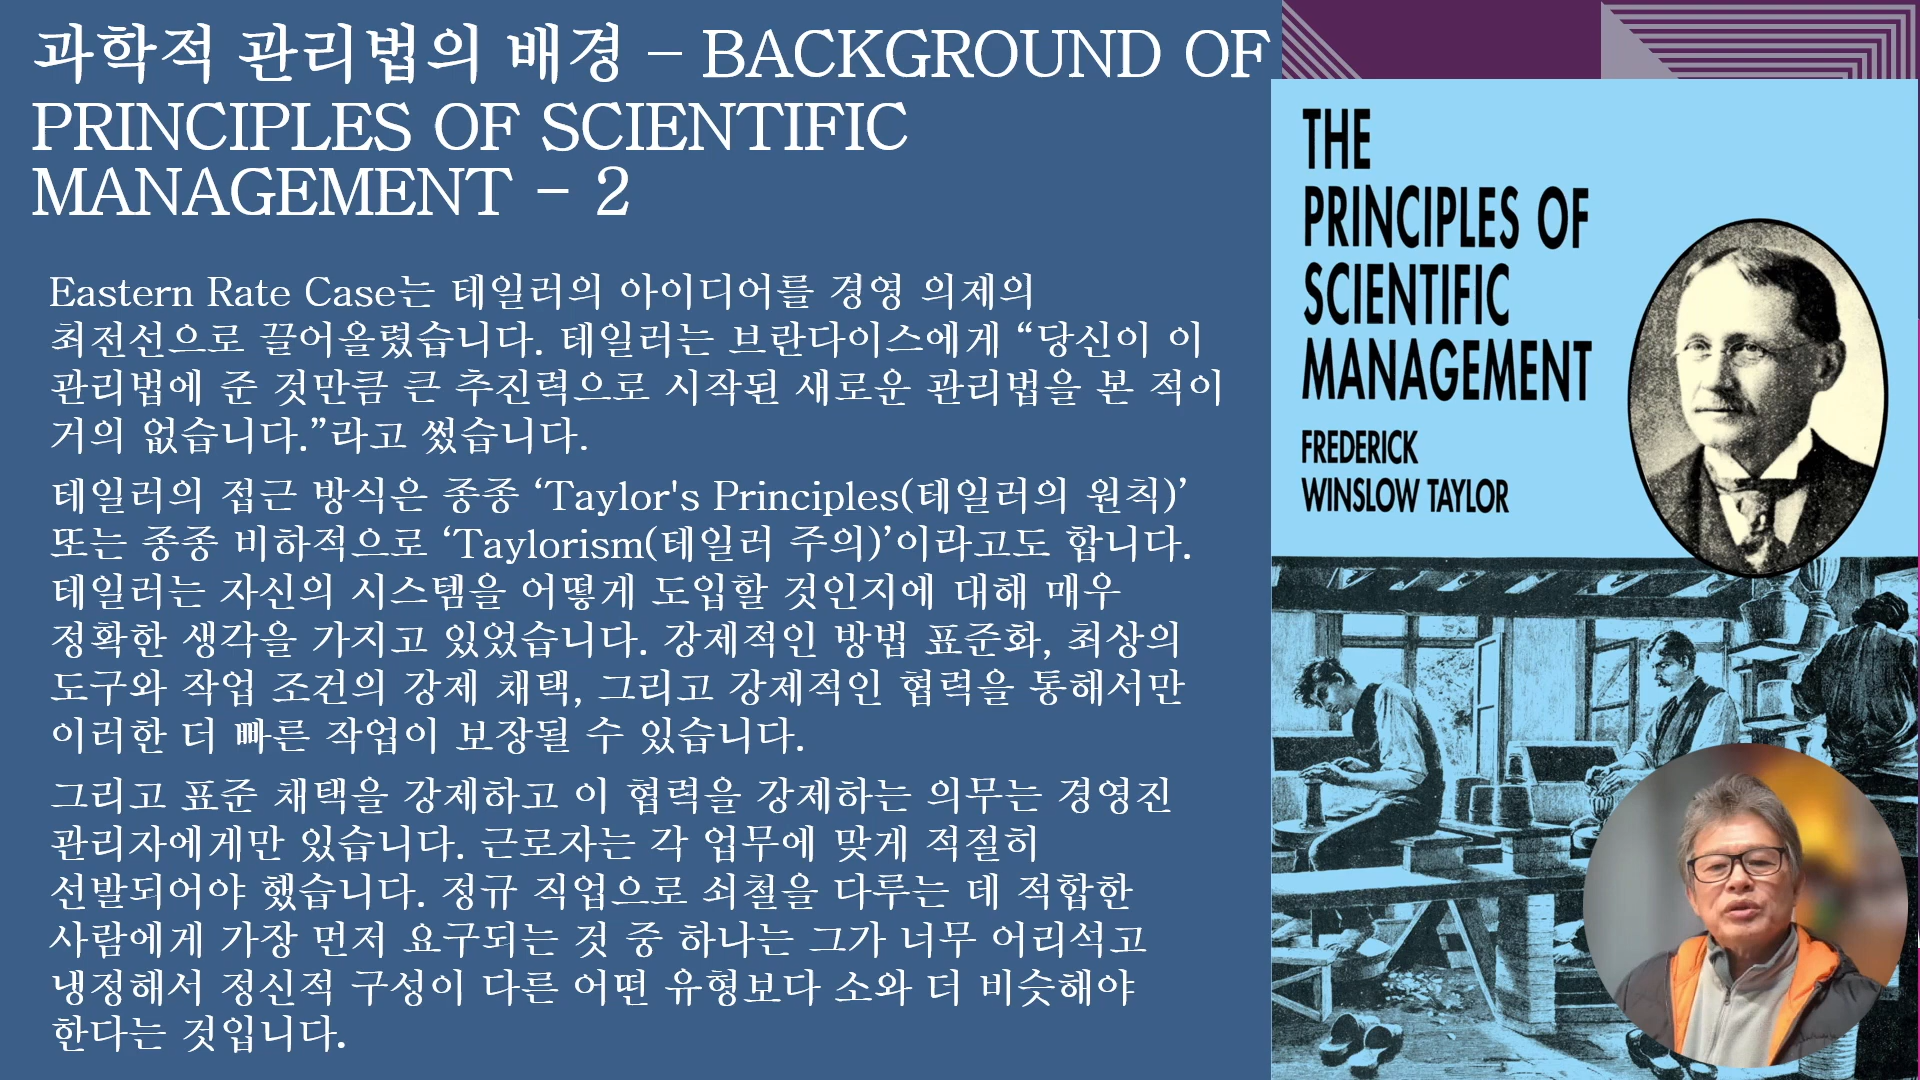 과학적 관리법의 배경 – BACKGROUND OF
PRINCIPLES OF SCIENTIFIC
MANAGEMENT - 2
Eastern Rate Case는 테일러의 아이디어를 경영 의제의
최전선으로 끌어올렸습니다. 테일러는 브란다이스에게 “당신이 이
관리법에 준 것만큼 큰 추진력으로 시작된 새로운 관리법을 본 적이
거의 없습니다.”라고 썼습니다.
테일러의 접근 방식은 종종 ‘Taylor's Principles(테일러의 원칙)’
또는 종종 비하적으로 ‘Taylorism(테일러 주의)’이라고도 합니다.
테일러는 자신의 시스템을 어떻게 도입할 것인지에 대해 매우
정확한 생각을 가지고 있었습니다. 강제적인 방법 표준화, 최상의
도구와 작업 조건의 강제 채택, 그리고 강제적인 협력을 통해서만
이러한 더 빠른 작업이 보장될 수 있습니다.
그리고 표준 채택을 강제하고 이 협력을 강제하는 의무는 경영진
관리자에게만 있습니다. 근로자는 각 업무에 맞게 적절히
선발되어야 했습니다. 정규 직업으로 쇠철을 다루는 데 적합한
사람에게 가장 먼저 요구되는 것 중 하나는 그가 너무 어리석고
냉정해서 정신적 구성이 다른 어떤 유형보다 소와 더 비슷해야
한다는 것입니다.
THE
PRINCIPLES OF
SCIENTIFIC
MANAGEMENT
FREDERICK
WINSLOW TAYLOR